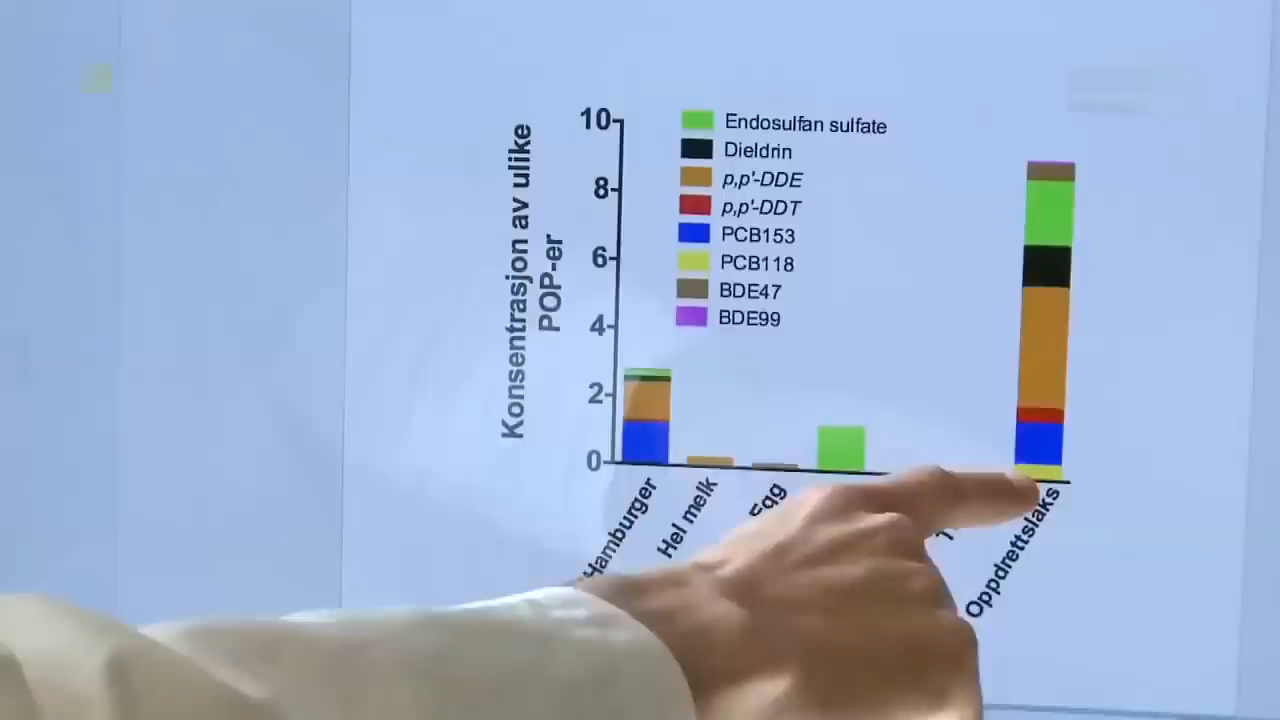 Konsentrasjon av ulike
POP-er
10
8
6
4
2
0
Endosulfan sulfate
Dieldrin
p,p'-DDE
p,p'-DDT
PCB153
PCB118
BDE47
BDE99
Hamburger
Hel melk
Egg
Oppdrettslaks